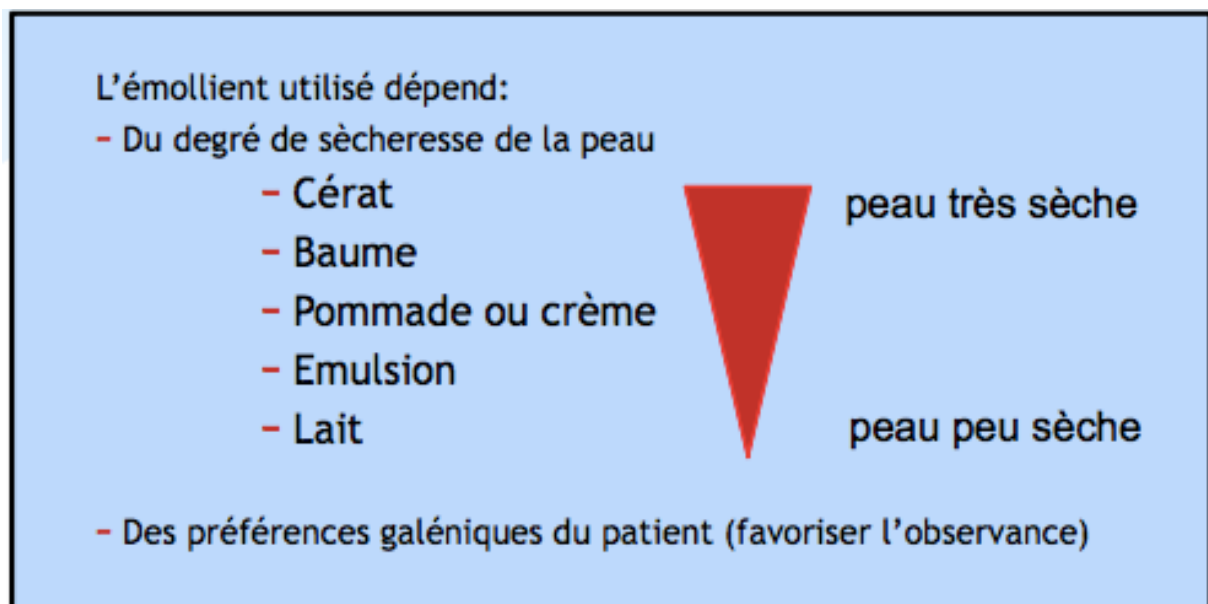 L'émollient utilisé dépend:
– Du degré de sècheresse de la peau
– Cérat
peau très sèche
– Baume
– Pommade ou crème
– Emulsion
– Lait
peau peu sèche
– Des préférences galéniques du patient (favoriser l'observance)